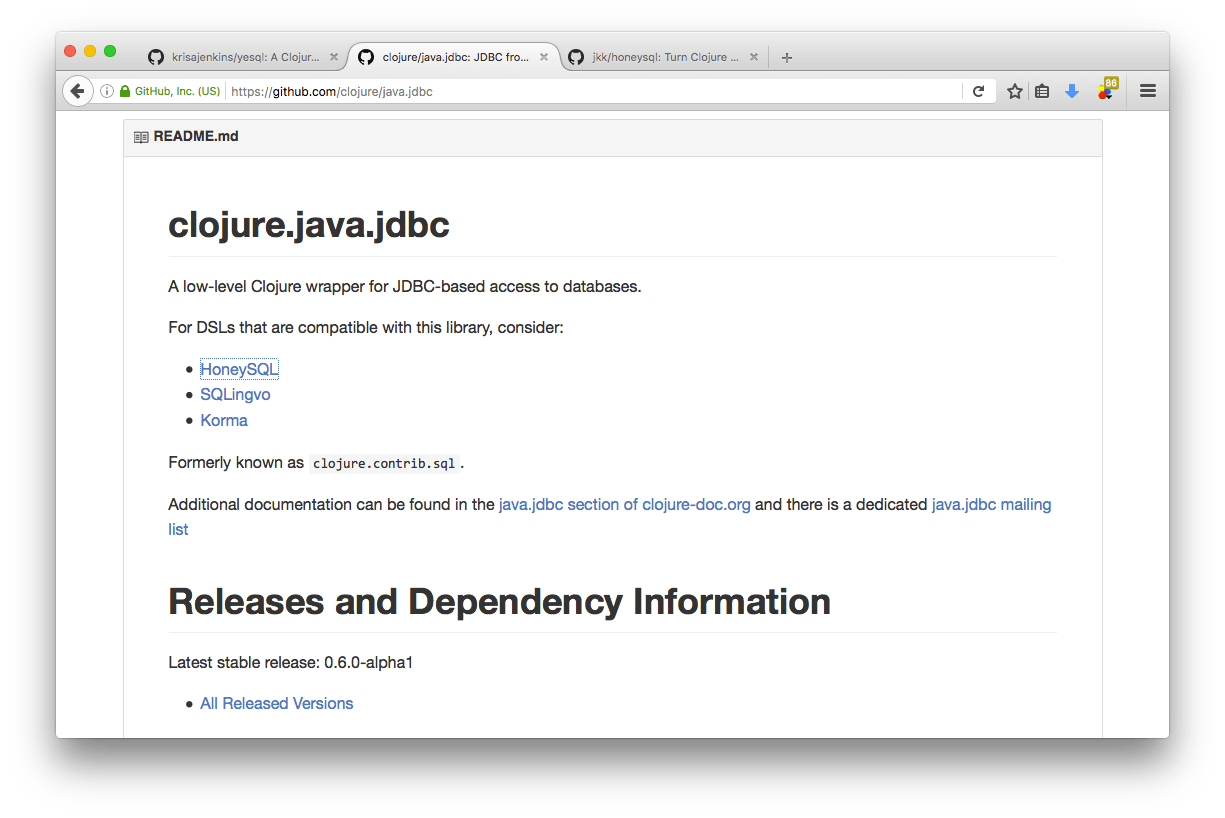 krisajenkins/yesql: A Clojur...
clojure/java.jdbc: JDBC fro...
jkk/honeysql: Turn Clojure ...
GitHub, Inc. (US)
https://github.com/clojure/java.jdbc
86
README.md
clojure.java.jdbc
A low-level Clojure wrapper for JDBC-based access to databases.
For DSLs that are compatible with this library, consider:
HoneySQL
SQLingvo
Korma
Formerly known as clojure.contrib.sql.
Additional documentation can be found in the java.jdbc section of clojure-doc.org and there is a dedicated java.jdbc mailing
list
Releases and Dependency Information
Latest stable release: 0.6.0-alpha1
All Released Versions